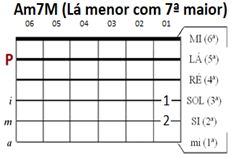 Am7M (Lá menor com 7ª maior)
06 05 04 03 02 01
MI (6ª)
P LÁ (5ª)
RÉ (4ª)
i 1 SOL (3ª)
m 2 SI (2ª)
a mi (1ª)